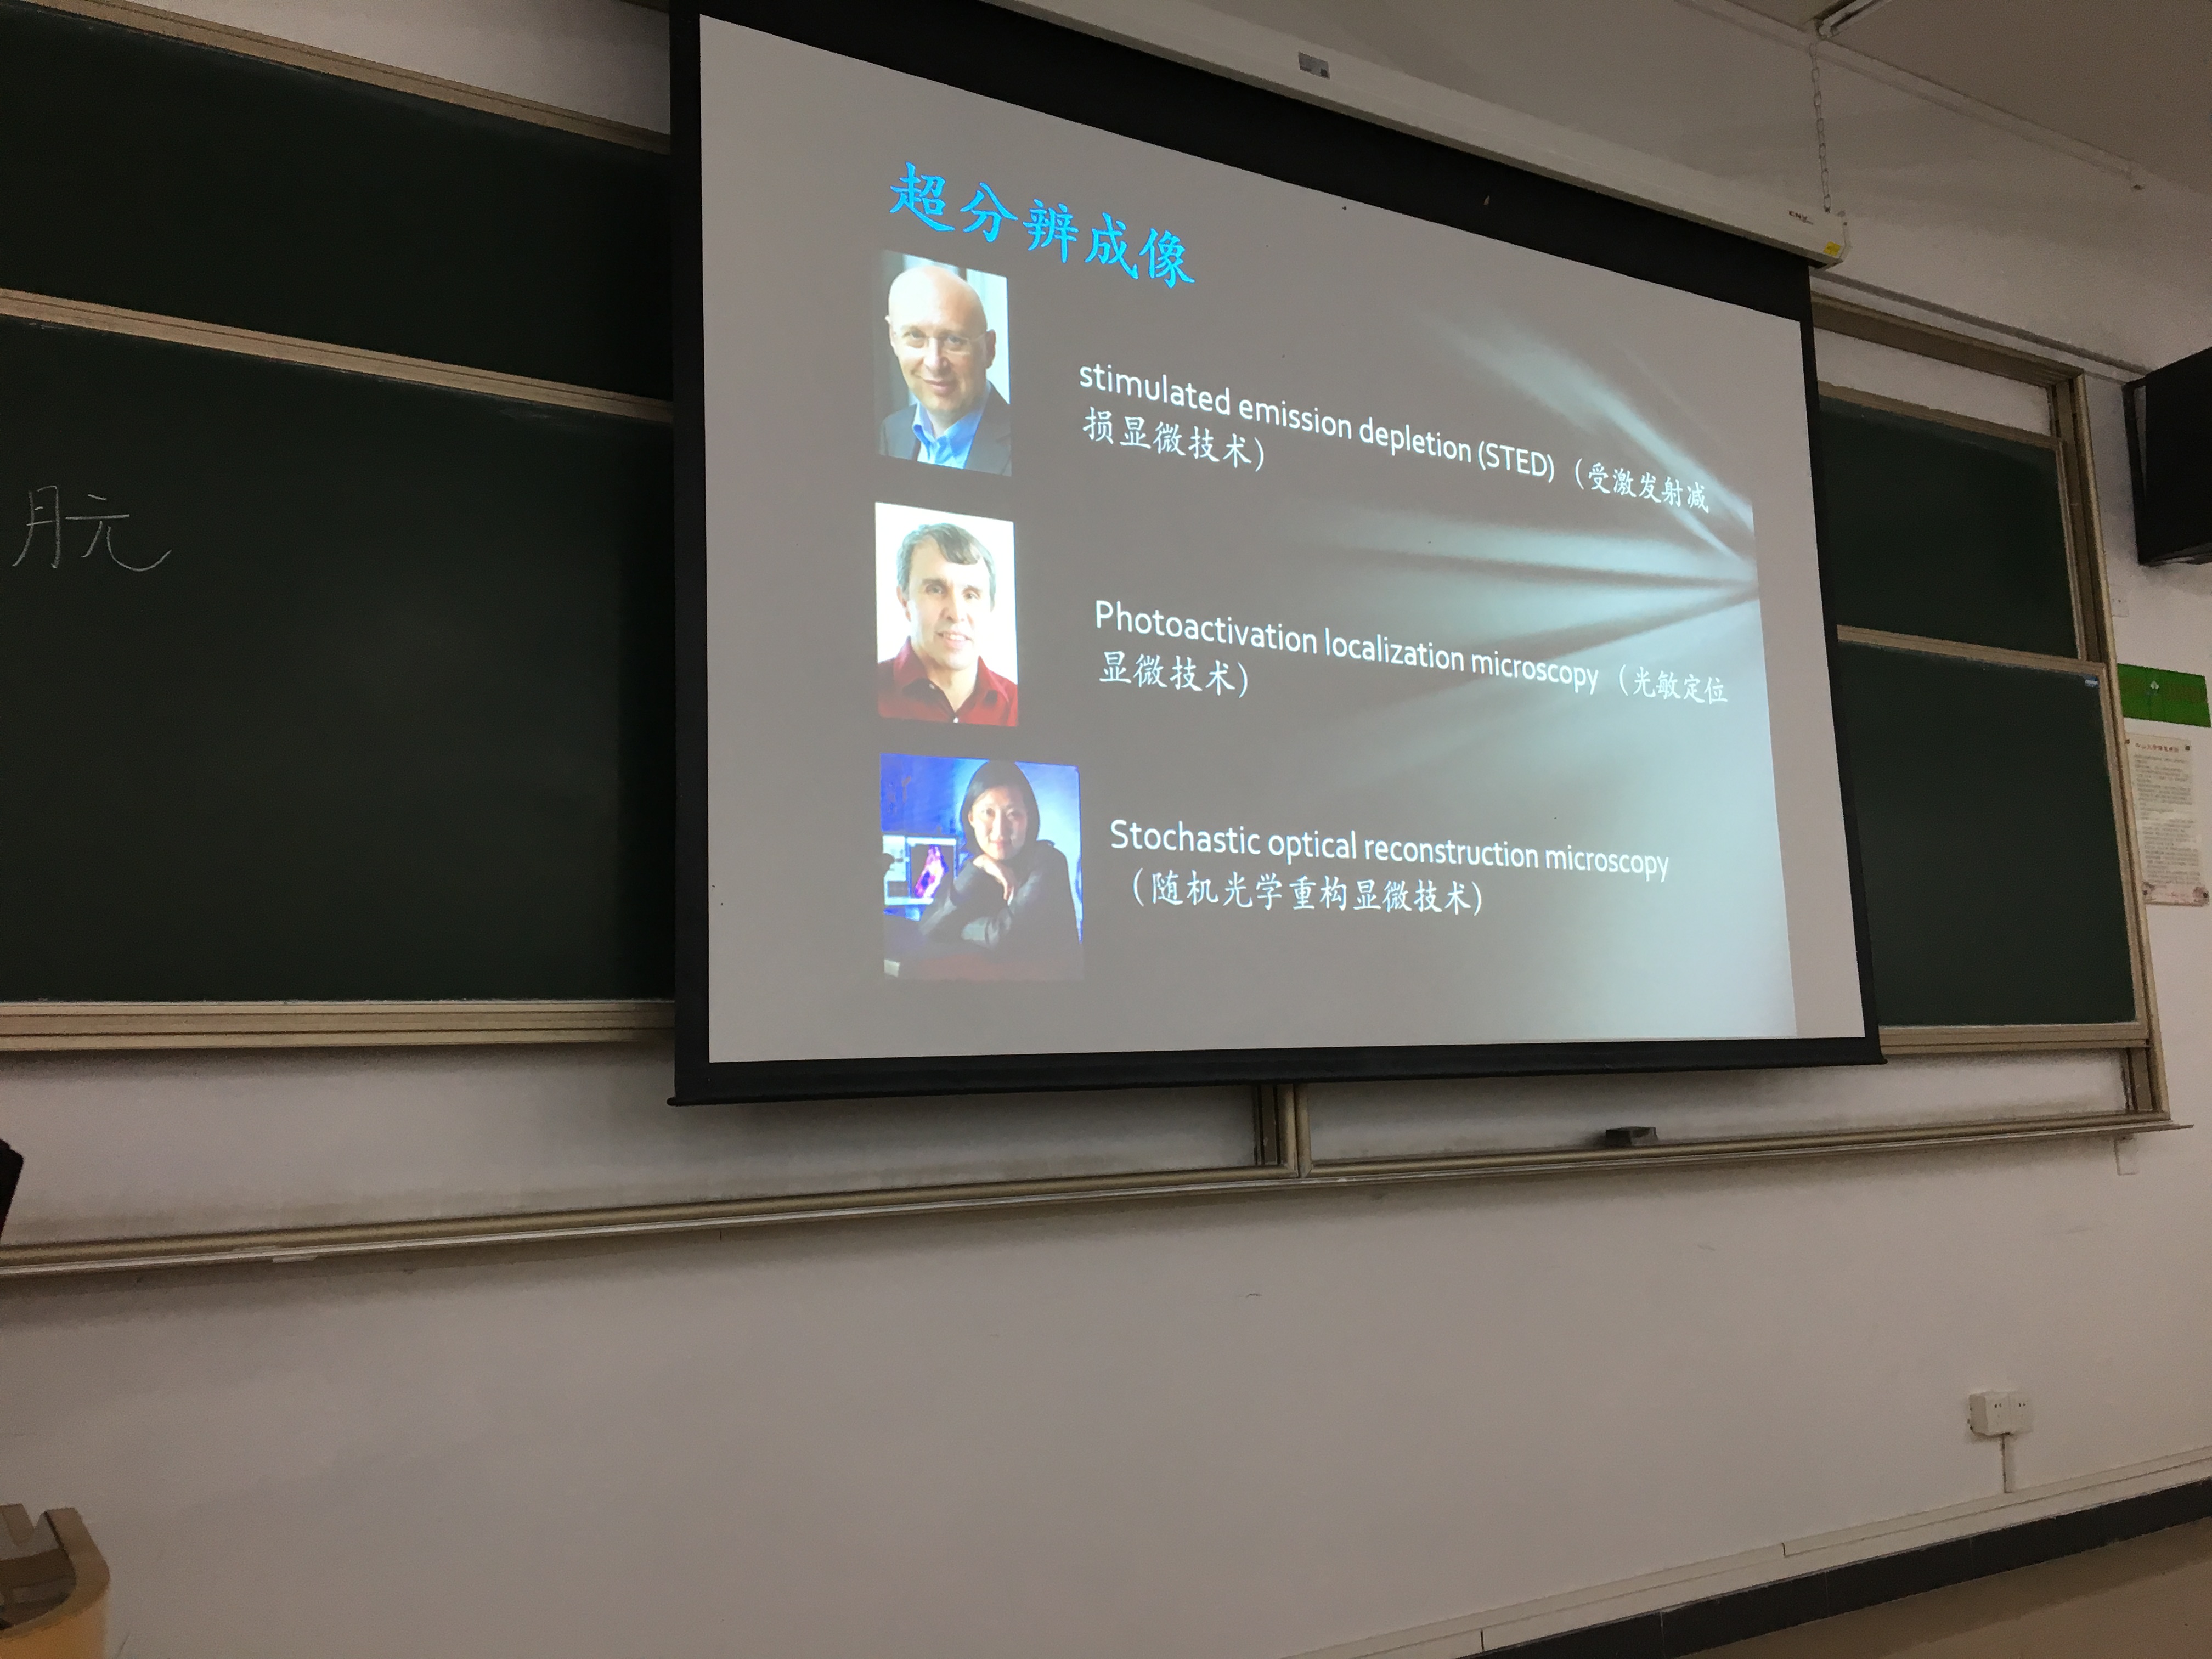 超分辨成像
stimulated emission depletion (STED) （受激发射减
损显微技术）
Photoactivation localization microscopy （光敏定位
显微技术）
Stochastic optical reconstruction microscopy
（随机光学重构显微技术）
朊